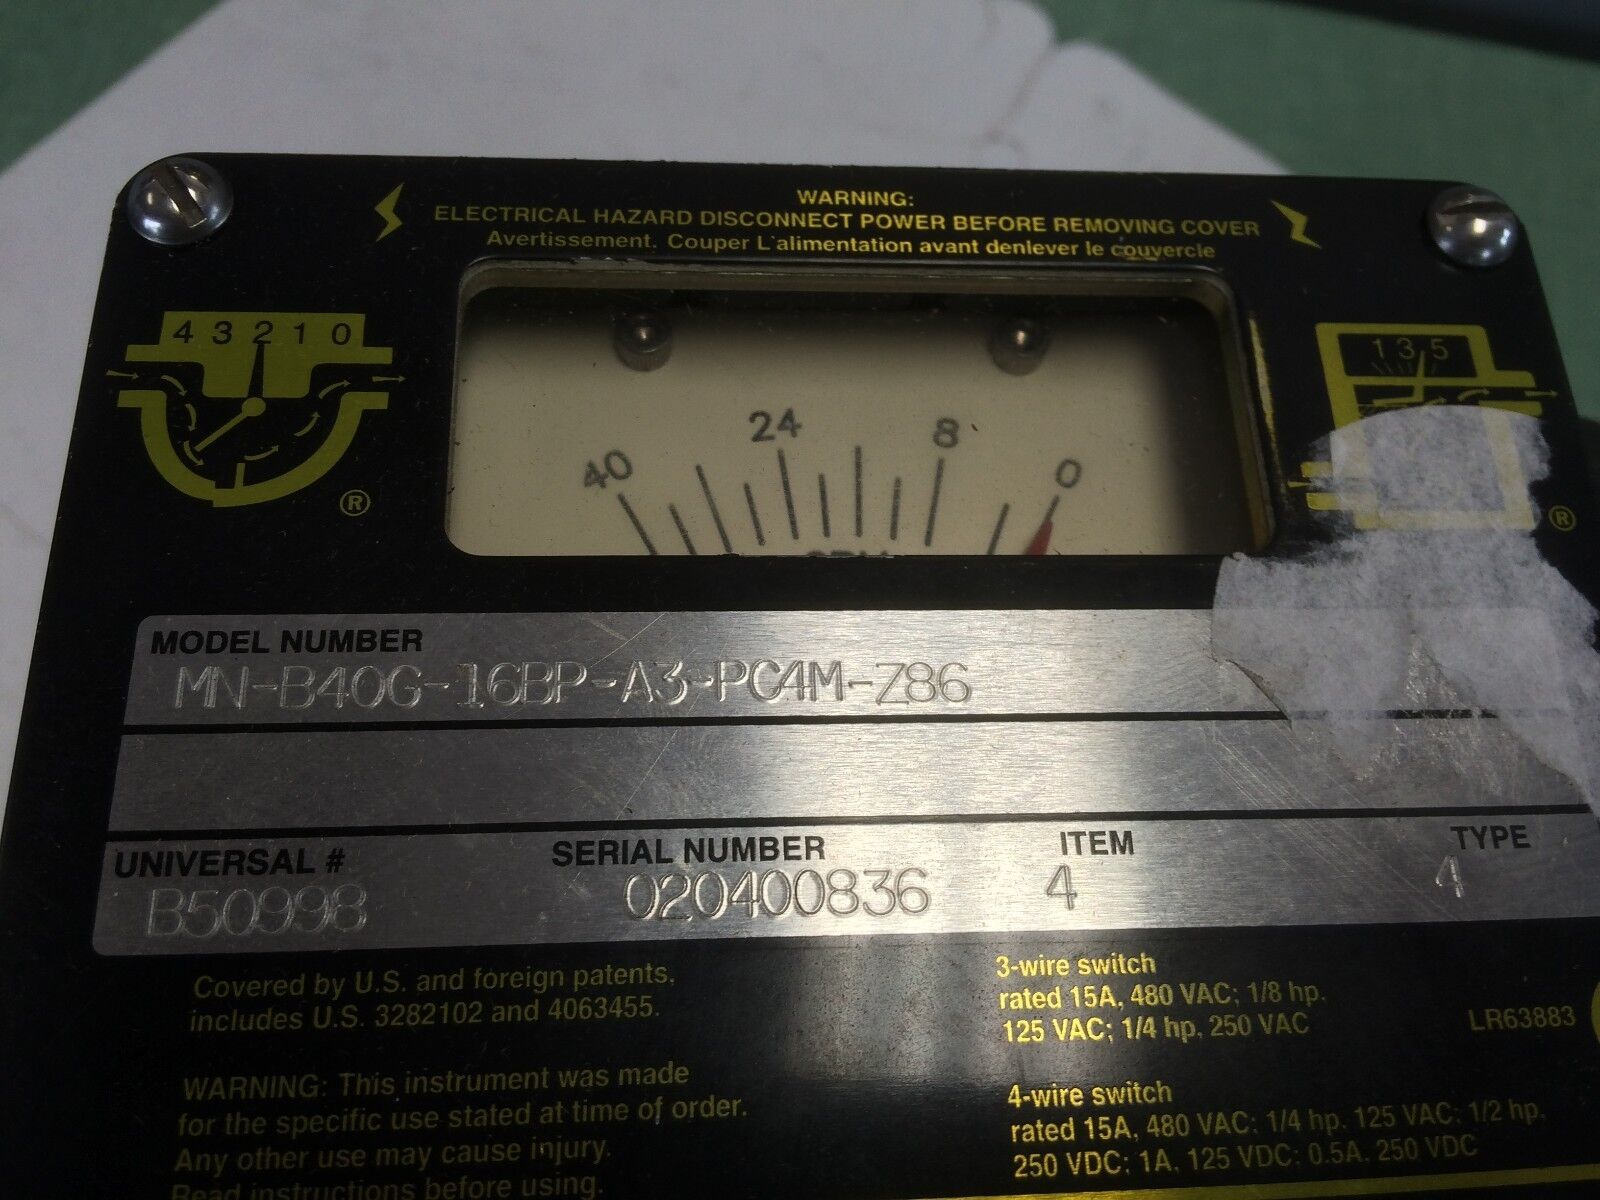 WARNING:
ELECTRICAL HAZARD DISCONNECT POWER BEFORE REMOVING COVER
Avertissement. Couper L'alimentation avant denlever le couyercle
4 3 2 1 0
1 3 5
40 24 8 0
®
®
MODEL NUMBER
MN-B40G-16BP-A3-PC4M-Z86
UNIVERSAL # SERIAL NUMBER ITEM TYPE
B50998 020400836 4 4
Covered by U.S. and foreign patents,
includes U.S. 3282102 and 4063455.
WARNING: This instrument was made
for the specific use stated at time of order.
Any other use may cause injury.
Read instructions before using.
3-wire switch
rated 15A, 480 VAC; 1/8 hp.
125 VAC; 1/4 hp, 250 VAC
LR63883
4-wire switch
rated 15A, 480 VAC; 1/4 hp, 125 VAC; 1/2 hp,
250 VDC; 1A, 125 VDC; 0.5A, 250 VDC